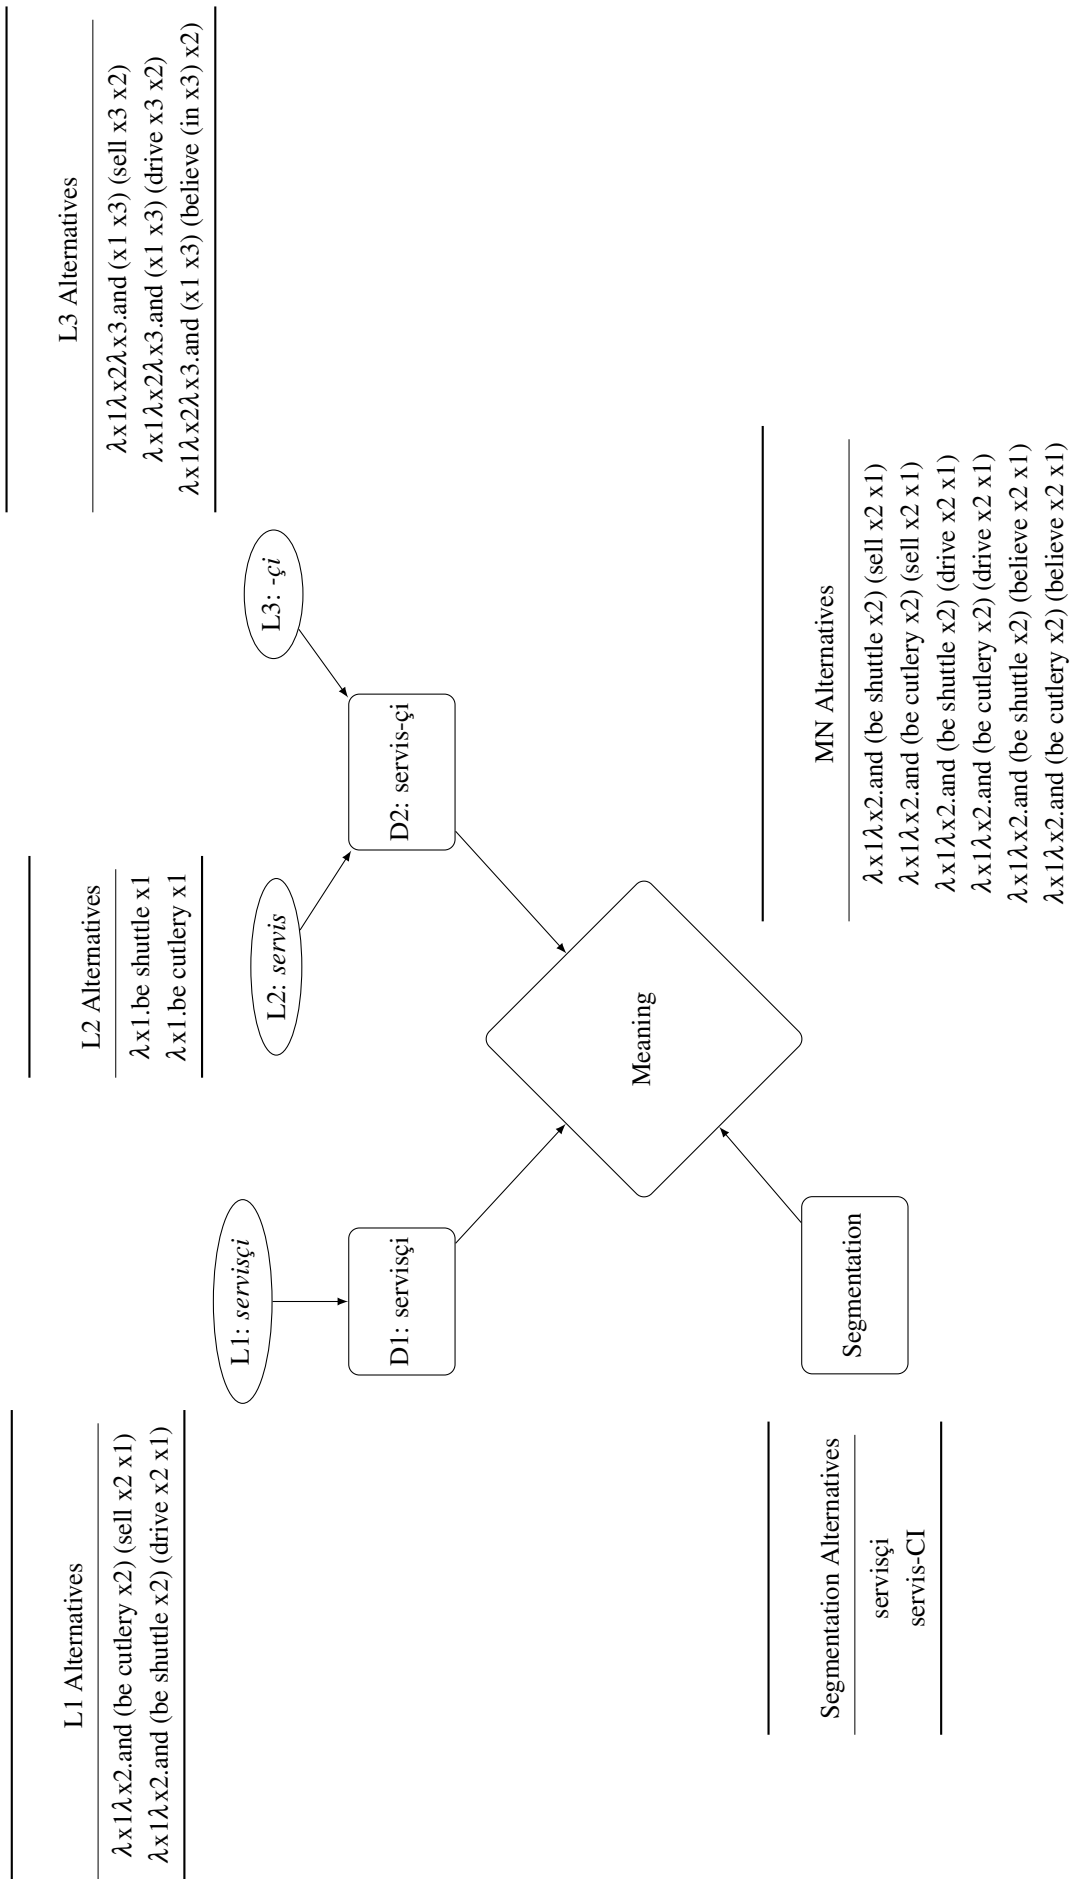 L1 Alternatives
λx1λx2.and (be cutlery x2) (sell x2 x1)
λx1λx2.and (be shuttle x2) (drive x2 x1)
L2 Alternatives
λx1.be shuttle x1
λx1.be cutlery x1
L3 Alternatives
λx1λx2λx3.and (x1 x3) (sell x3 x2)
λx1λx2λx3.and (x1 x3) (drive x3 x2)
λx1λx2λx3.and (x1 x3) (believe (in x3) x2)
L1: servisçi
L2: servis
L3: -çi
D1: servisçi
D2: servis-çi
Meaning
Segmentation
Segmentation Alternatives
servisçi
servis-CI
MN Alternatives
λx1λx2.and (be shuttle x2) (sell x2 x1)
λx1λx2.and (be cutlery x2) (sell x2 x1)
λx1λx2.and (be shuttle x2) (drive x2 x1)
λx1λx2.and (be cutlery x2) (drive x2 x1)
λx1λx2.and (be shuttle x2) (believe x2 x1)
λx1λx2.and (be cutlery x2) (believe x2 x1)